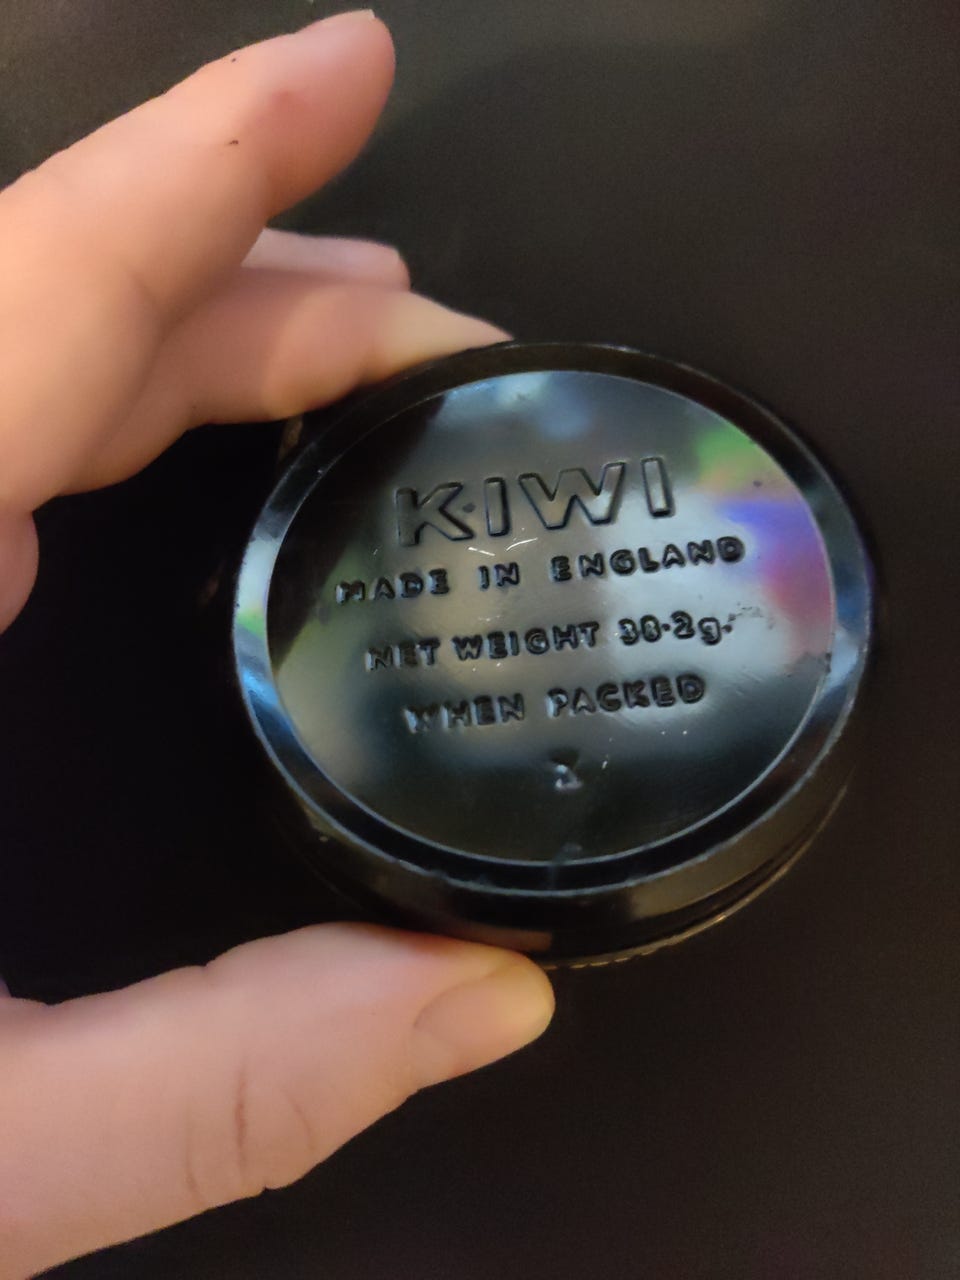 KIWI
MADE IN ENGLAND
NET WEIGHT 38·2g.
WHEN PACKED